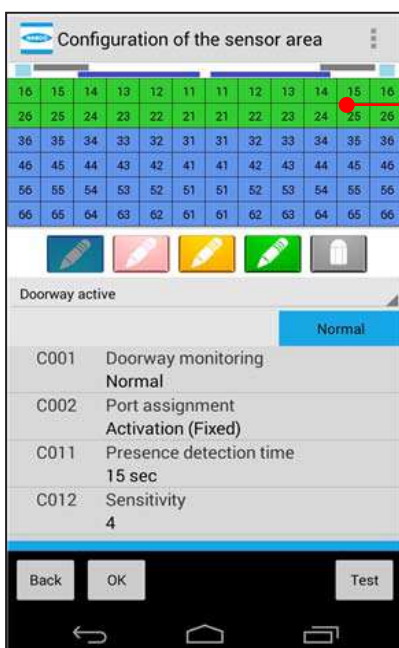 NABCO
Configuration of the sensor area
16 15 14 13 12 11 11 12 13 14 15 16
26 25 24 23 22 21 21 22 23 24 25 26
36 35 34 33 32 31 31 32 33 34 35 36
46 45 44 43 42 41 41 42 43 44 45 46
56 55 54 53 52 51 51 52 53 54 55 56
66 65 64 63 62 61 61 62 63 64 65 66
Doorway active
Normal
C001 Doorway monitoring
Normal
C002 Port assignment
Activation (Fixed)
C011 Presence detection time
15 sec
C012 Sensitivity
4
Back OK Test